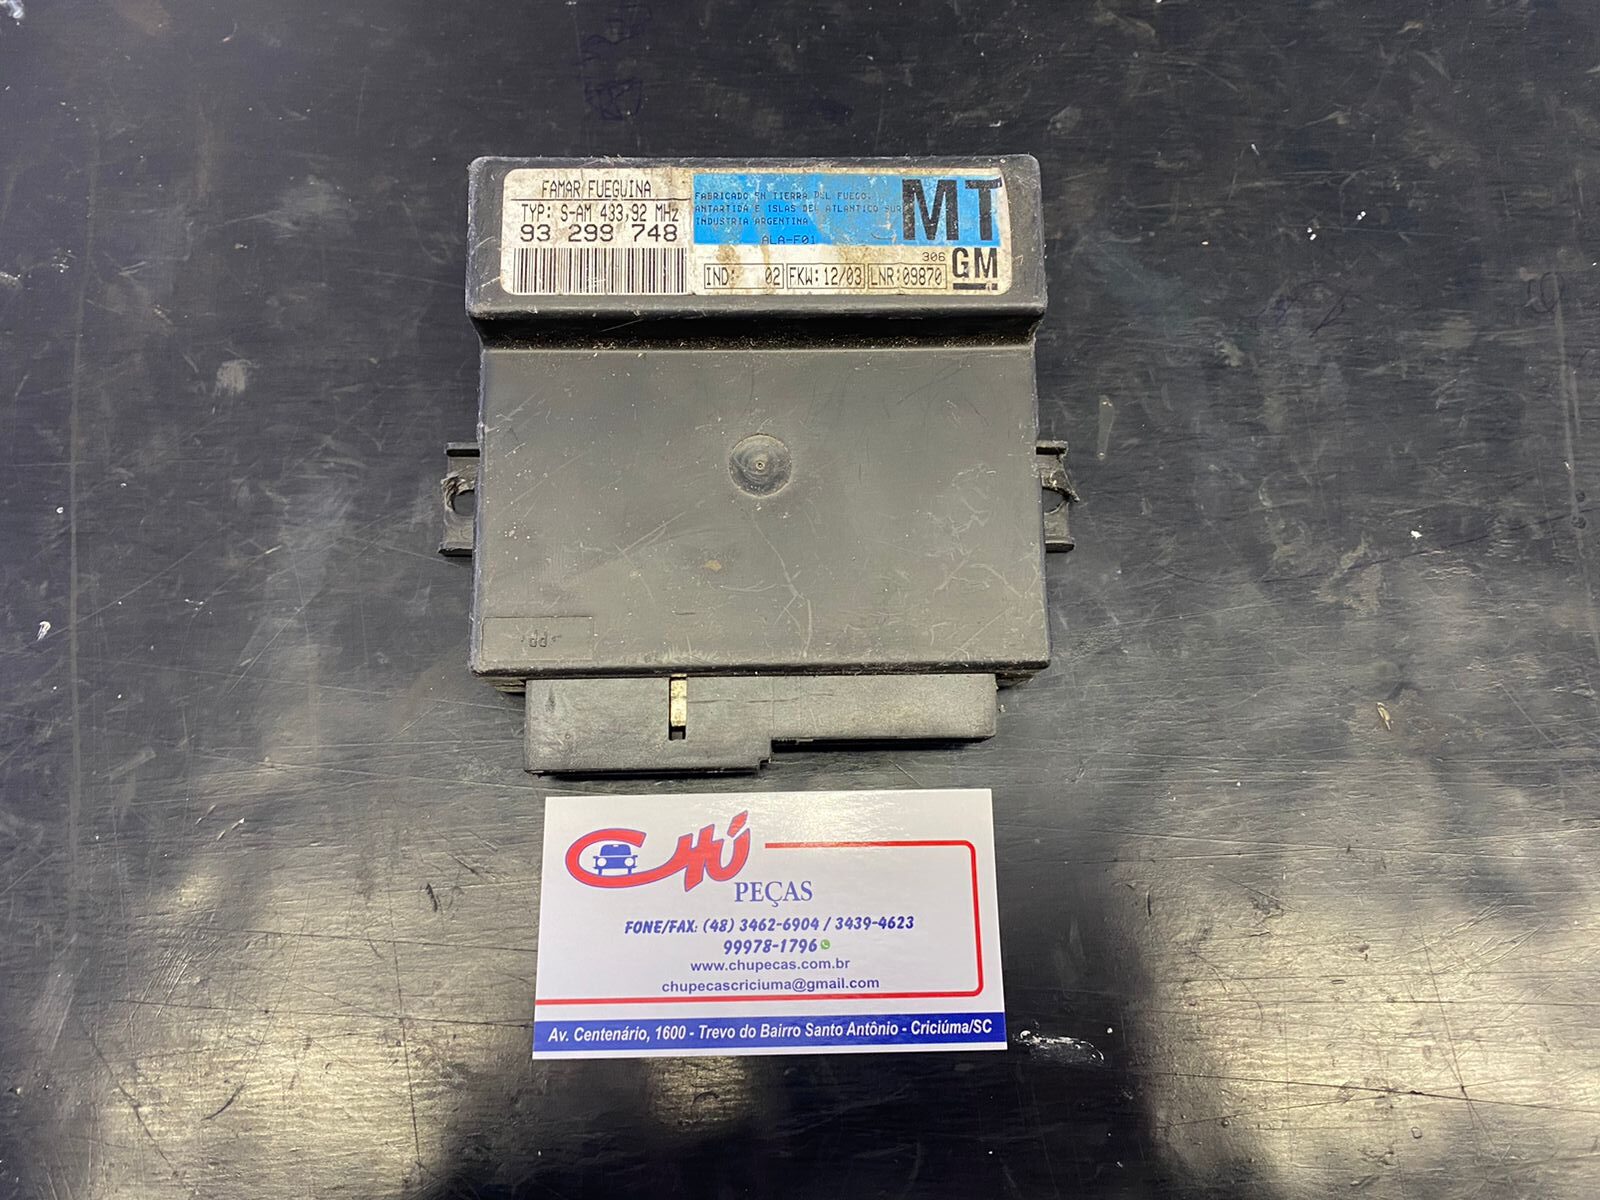 FAMAR FUEGUINA
TYP: S-AM 433,92 MHz
93 299 748
FABRICADO EN TIERRA DEL FUEGO,
ANTARTIDA E ISLAS DEL ATLANTICO SUR
INDUSTRIA ARGENTINA
ALA-F01
MT
306
GM
IND: 02 FKW: 12/03 LNR: 09870
CHÚ
PEÇAS
FONE/FAX: (48) 3462-6904 / 3439-4623
99978-1796
www.chupecas.com.br
chupecascriciuma@gmail.com
Av. Centenário, 1600 - Trevo do Bairro Santo Antônio - Criciúma/SC